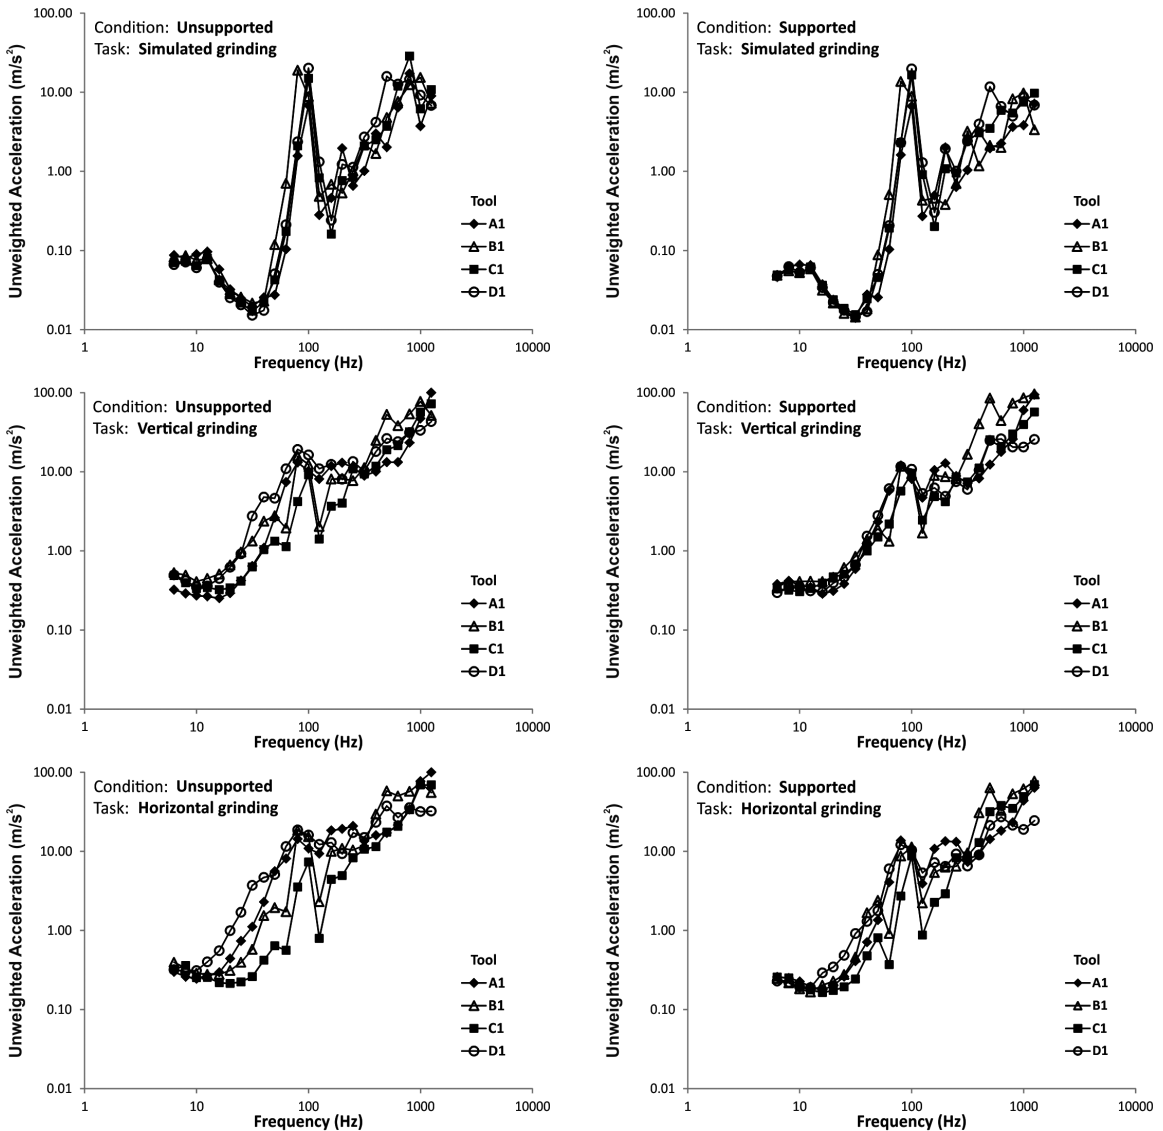 Condition: Unsupported
Task: Simulated grinding
Unweighted Acceleration (m/s²)
100.00
10.00
1.00
0.10
0.01
1 10 100 1000 10000
Frequency (Hz)
Tool
A1
B1
C1
D1
Condition: Supported
Task: Simulated grinding
Unweighted Acceleration (m/s²)
100.00
10.00
1.00
0.10
0.01
1 10 100 1000 10000
Frequency (Hz)
Tool
A1
B1
C1
D1
Condition: Unsupported
Task: Vertical grinding
Unweighted Acceleration (m/s²)
100.00
10.00
1.00
0.10
0.01
1 10 100 1000 10000
Frequency (Hz)
Tool
A1
B1
C1
D1
Condition: Supported
Task: Vertical grinding
Unweighted Acceleration (m/s²)
100.00
10.00
1.00
0.10
0.01
1 10 100 1000 10000
Frequency (Hz)
Tool
A1
B1
C1
D1
Condition: Unsupported
Task: Horizontal grinding
Unweighted Acceleration (m/s²)
100.00
10.00
1.00
0.10
0.01
1 10 100 1000 10000
Frequency (Hz)
Tool
A1
B1
C1
D1
Condition: Supported
Task: Horizontal grinding
Unweighted Acceleration (m/s²)
100.00
10.00
1.00
0.10
0.01
1 10 100 1000 10000
Frequency (Hz)
Tool
A1
B1
C1
D1